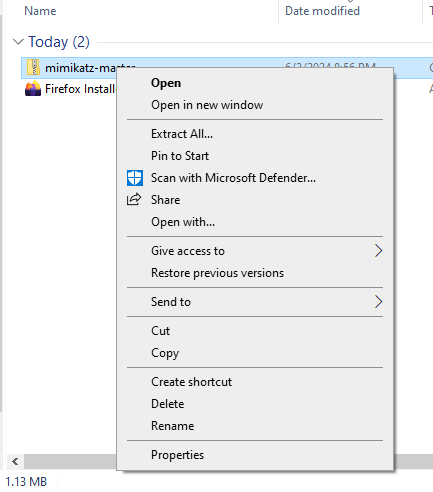 Name Date modified
Today (2)
mimikatz-master 6/2/2024 8:56 PM
Firefox Install
Open
Open in new window
Extract All...
Pin to Start
Scan with Microsoft Defender...
Share
Open with...
Give access to
Restore previous versions
Send to
Cut
Copy
Create shortcut
Delete
Rename
Properties
1.13 MB